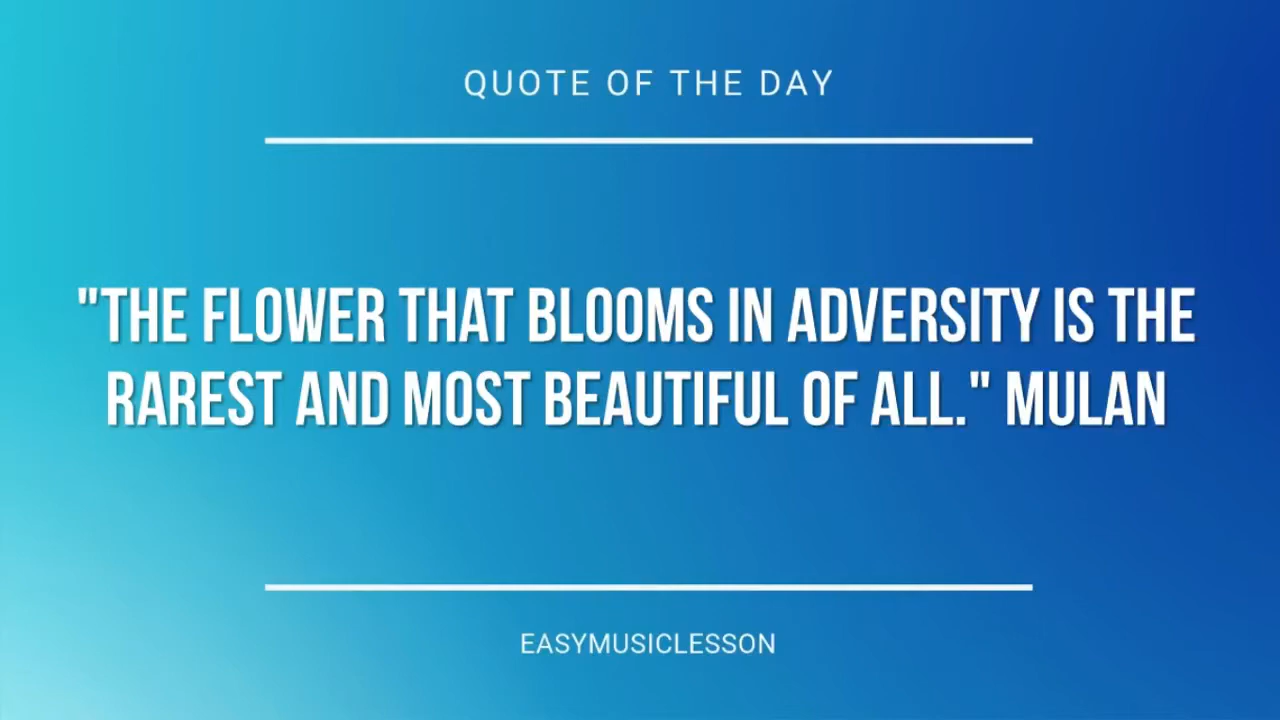 QUOTE OF THE DAY
"THE FLOWER THAT BLOOMS IN ADVERSITY IS THE
RAREST AND MOST BEAUTIFUL OF ALL." MULAN
EASYMUSICLESSON